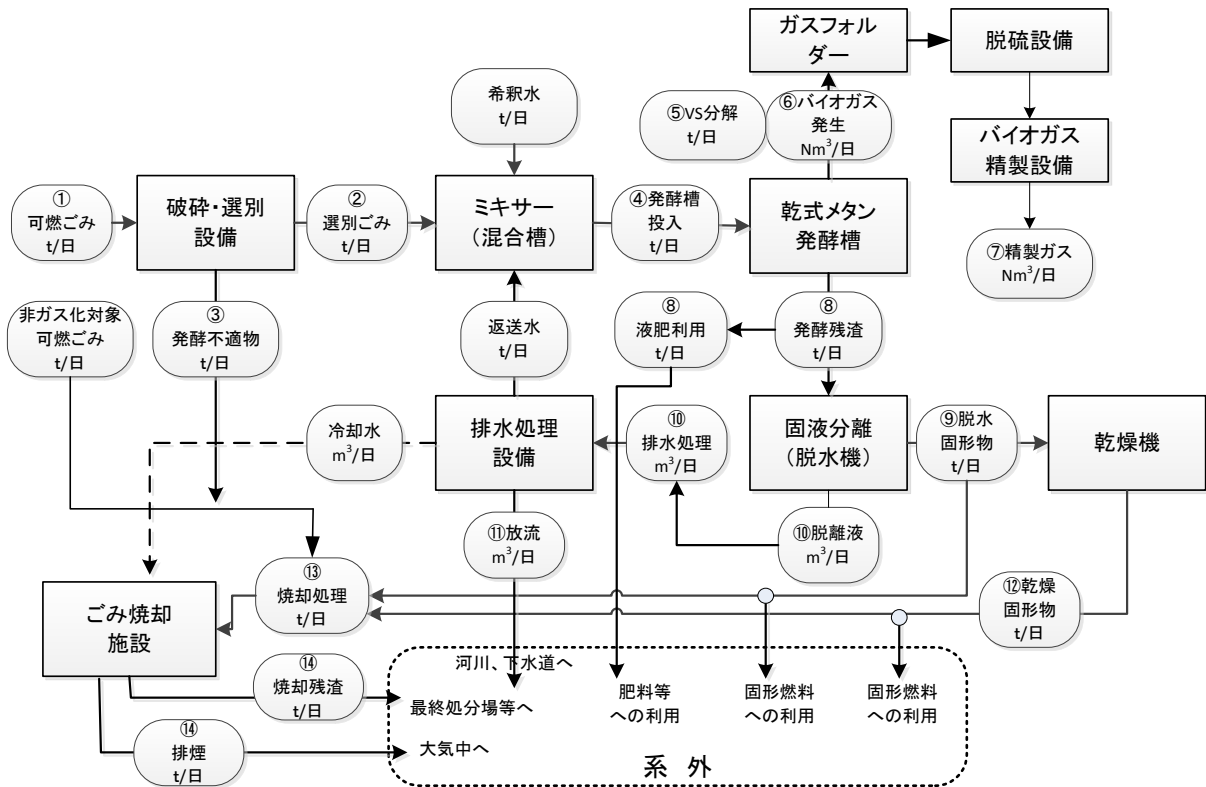 ガスフォル
ダー
脱硫設備
希釈水
t/日
⑤VS分解
t/日
⑥バイオガス
発生
Nm³/日
バイオガス
精製設備
①
可燃ごみ
t/日
破砕・選別
設備
②
選別ごみ
t/日
ミキサー
(混合槽)
④発酵槽
投入
t/日
乾式メタン
発酵槽
⑦精製ガス
Nm³/日
非ガス化対象
可燃ごみ
t/日
③
発酵不適物
t/日
返送水
t/日
⑧
液肥利用
t/日
⑧
発酵残渣
t/日
冷却水
m³/日
排水処理
設備
⑩
排水処理
m³/日
固液分離
(脱水機)
⑨脱水
固形物
t/日
乾燥機
⑪放流
m³/日
⑩脱離液
m³/日
ごみ焼却
施設
⑬
焼却処理
t/日
⑫乾燥
固形物
t/日
⑭
焼却残渣
t/日
河川、下水道へ
最終処分場等へ
肥料等
への利用
固形燃料
への利用
固形燃料
への利用
⑭
排煙
t/日
大気中へ
系 外